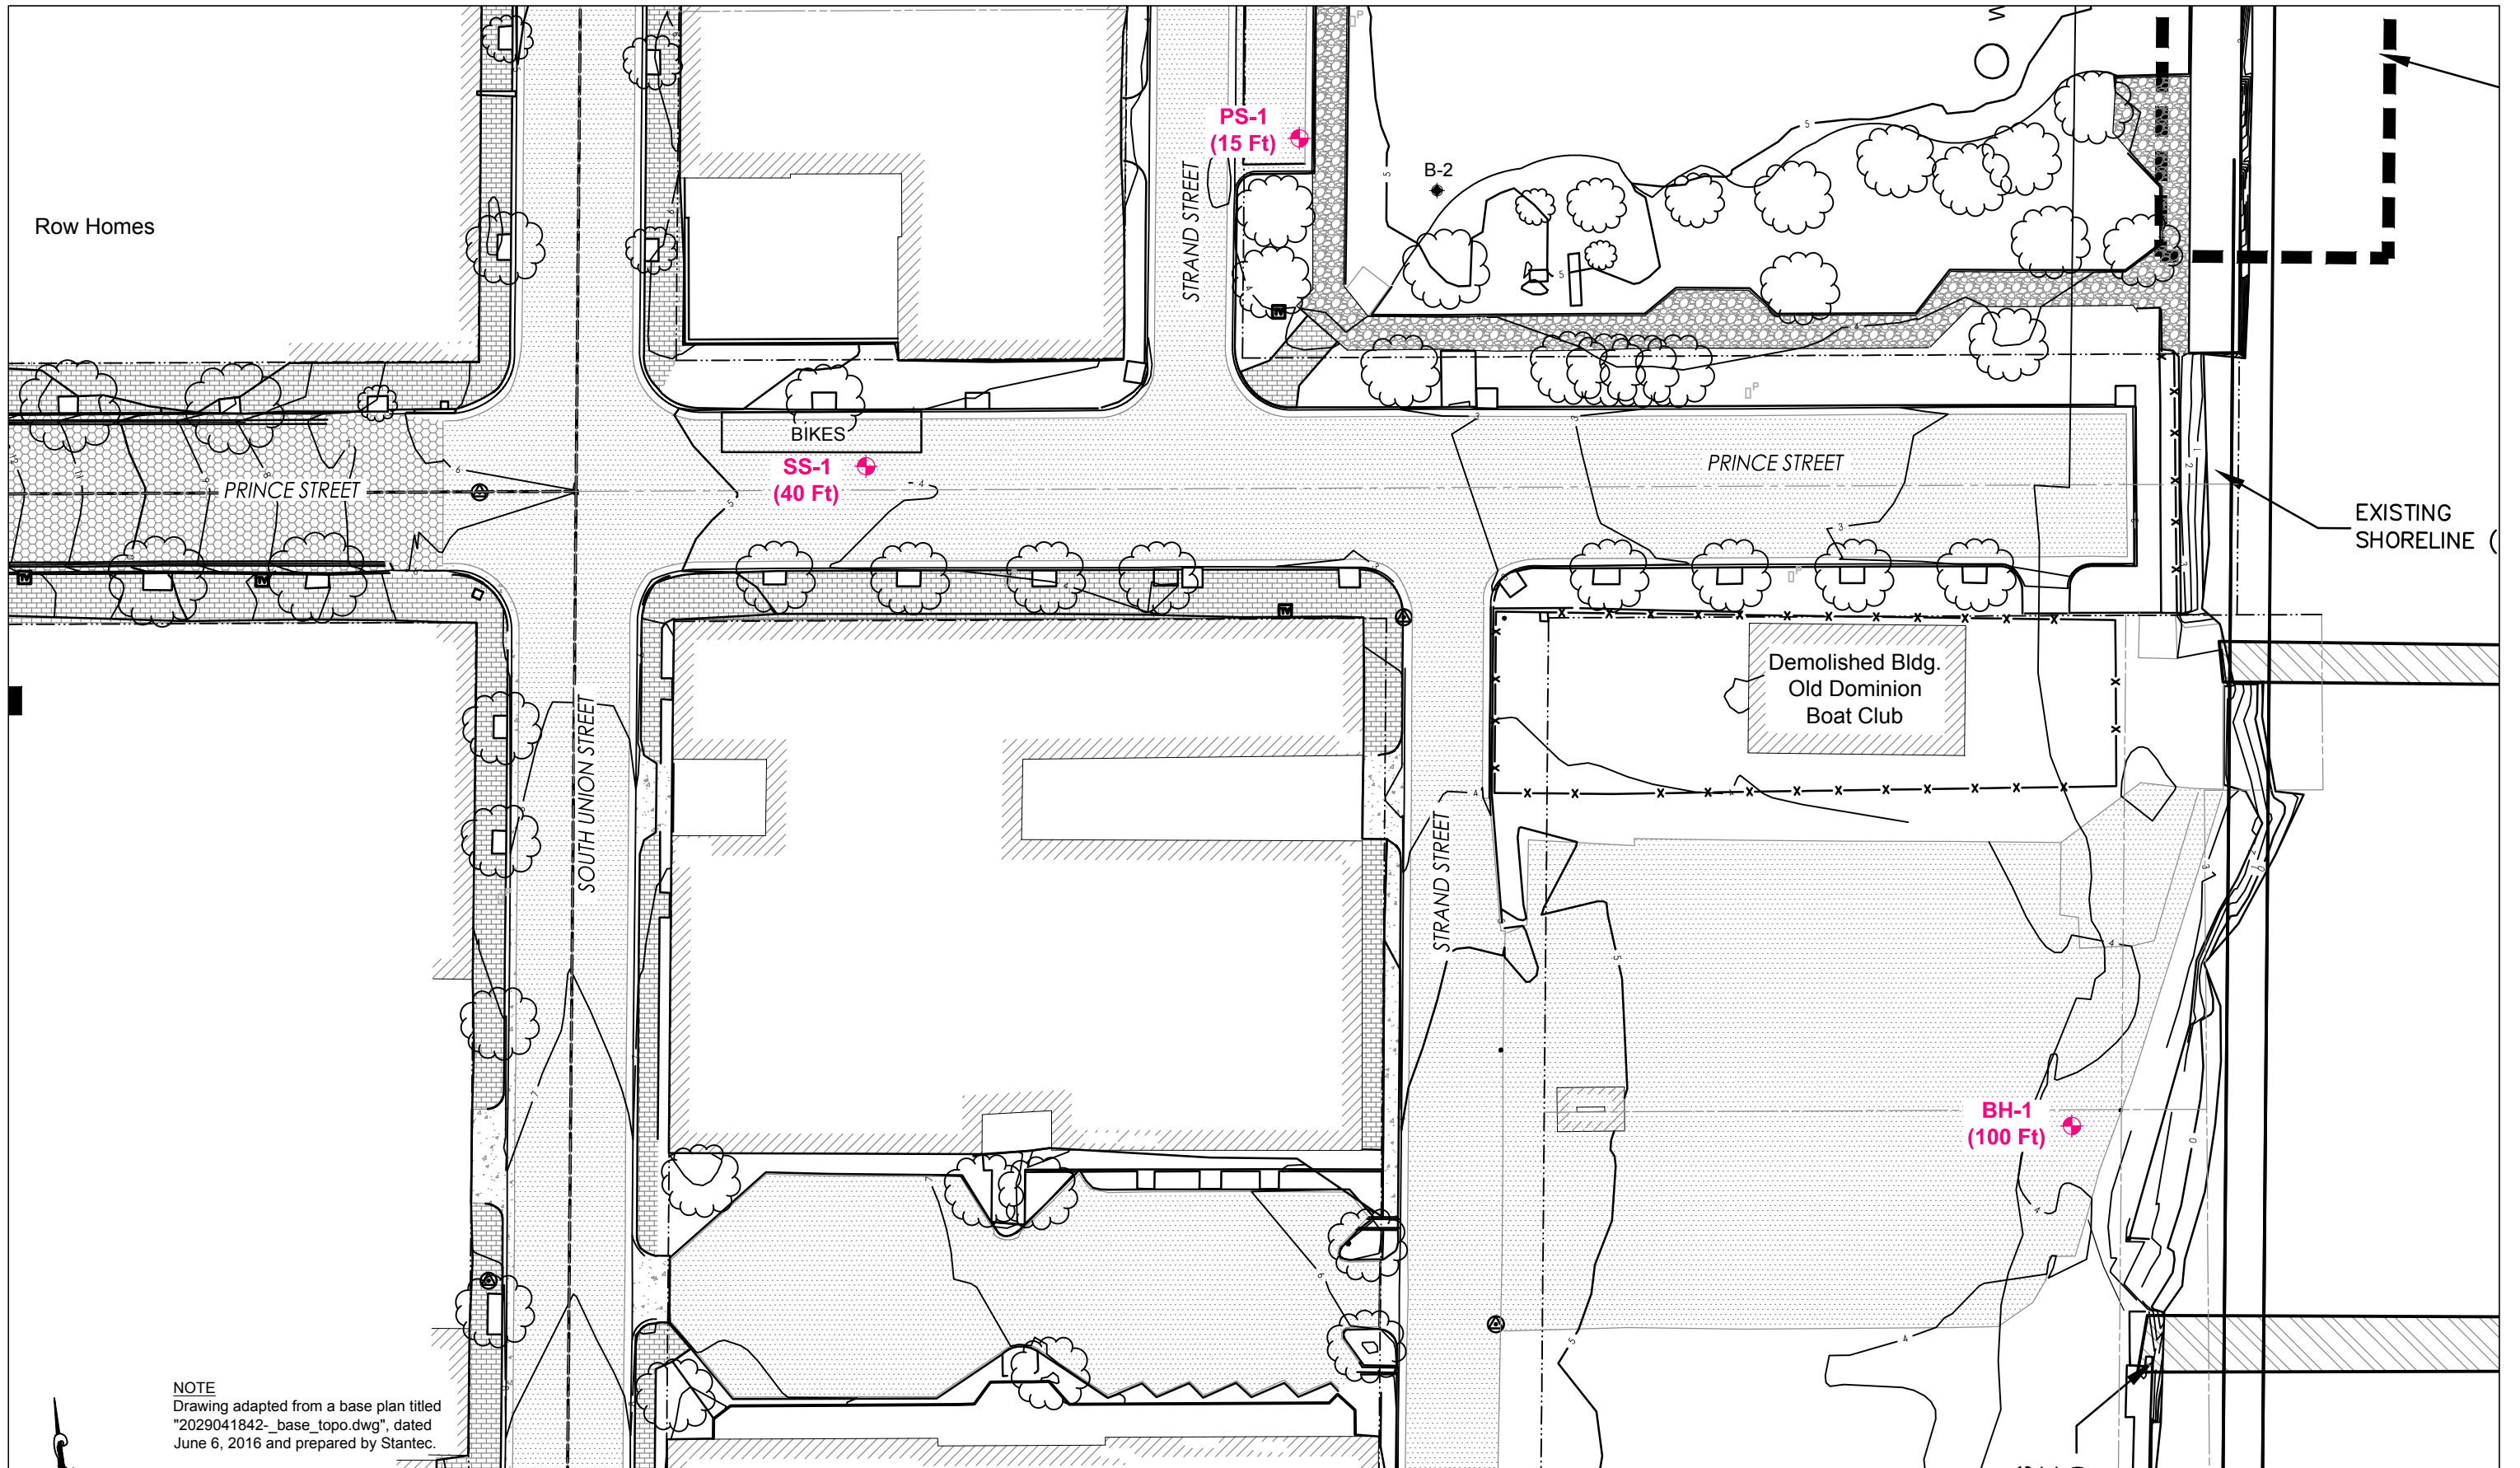 PS-1
(15 Ft)
B-2
STRAND STREET
Row Homes
BIKES
SS-1
(40 Ft)
PRINCE STREET
PRINCE STREET
EXISTING
SHORELINE (
Demolished Bldg.
Old Dominion
Boat Club
SOUTH UNION STREET
STRAND STREET
BH-1
(100 Ft)
NOTE
Drawing adapted from a base plan titled
"2029041842-_base_topo.dwg", dated
June 6, 2016 and prepared by Stantec.